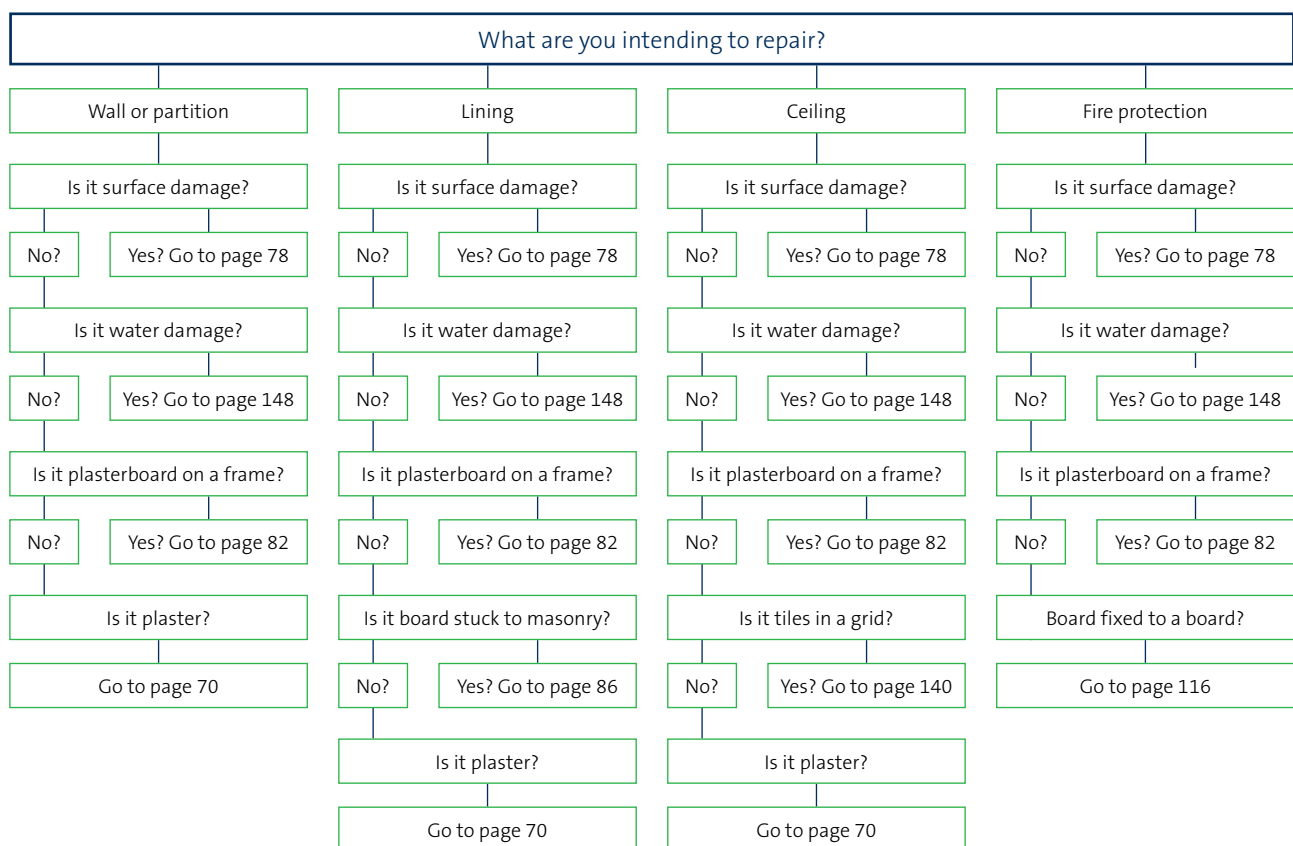 What are you intending to repair?
Wall or partition
Is it surface damage?
No?
Yes? Go to page 78
Is it water damage?
No?
Yes? Go to page 148
Is it plasterboard on a frame?
No?
Yes? Go to page 82
Is it plaster?
Go to page 70
Lining
Is it surface damage?
No?
Yes? Go to page 78
Is it water damage?
No?
Yes? Go to page 148
Is it plasterboard on a frame?
No?
Yes? Go to page 82
Is it board stuck to masonry?
No?
Yes? Go to page 86
Is it plaster?
Go to page 70
Ceiling
Is it surface damage?
No?
Yes? Go to page 78
Is it water damage?
No?
Yes? Go to page 148
Is it plasterboard on a frame?
No?
Yes? Go to page 82
Is it tiles in a grid?
No?
Yes? Go to page 140
Is it plaster?
Go to page 70
Fire protection
Is it surface damage?
No?
Yes? Go to page 78
Is it water damage?
No?
Yes? Go to page 148
Is it plasterboard on a frame?
No?
Yes? Go to page 82
Board fixed to a board?
Go to page 116